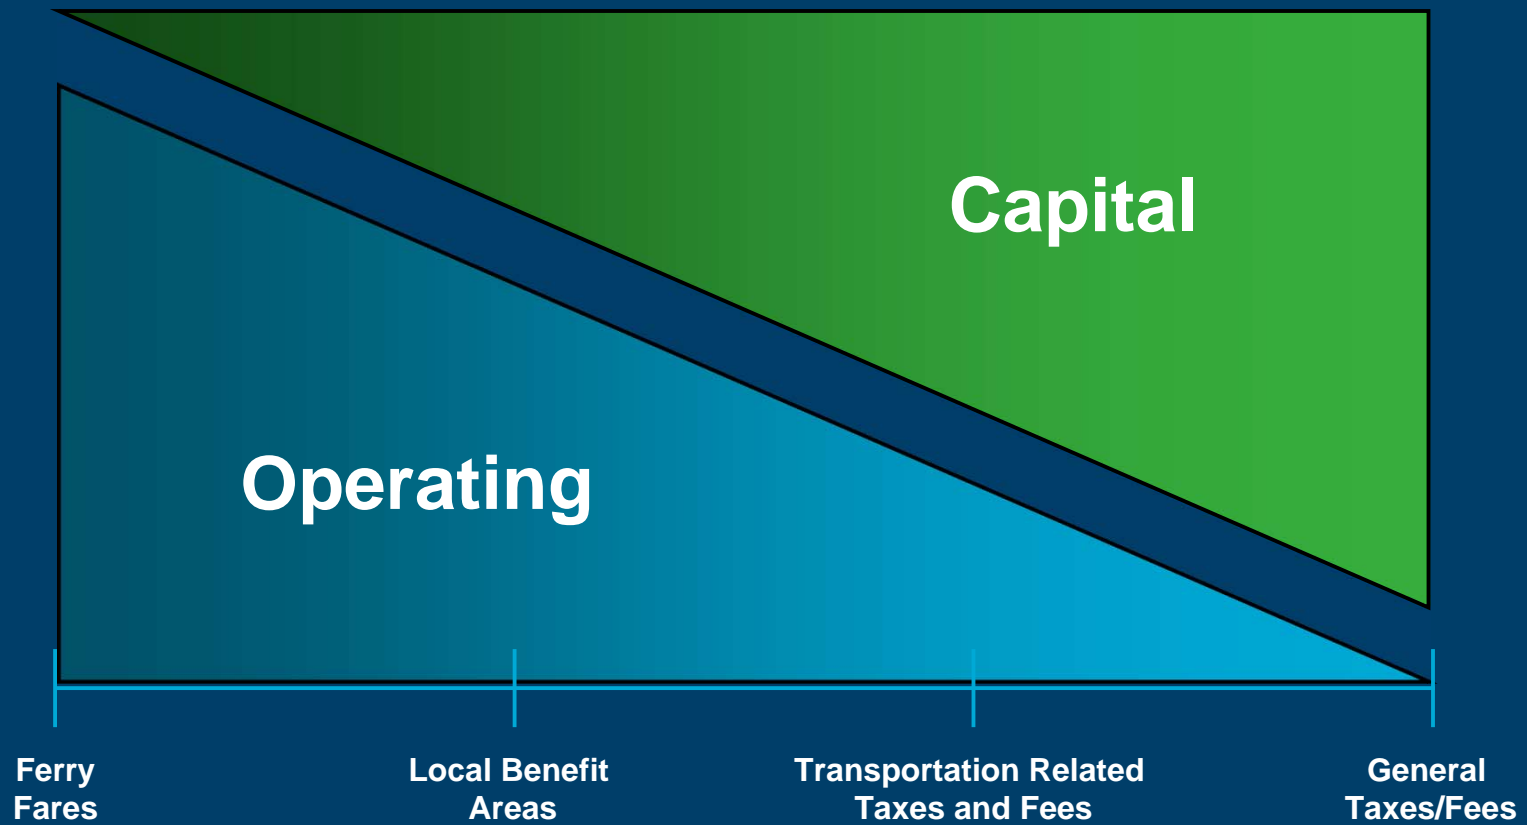 Capital
Operating
Ferry
Fares
Local Benefit
Areas
Transportation Related
Taxes and Fees
General
Taxes/Fees